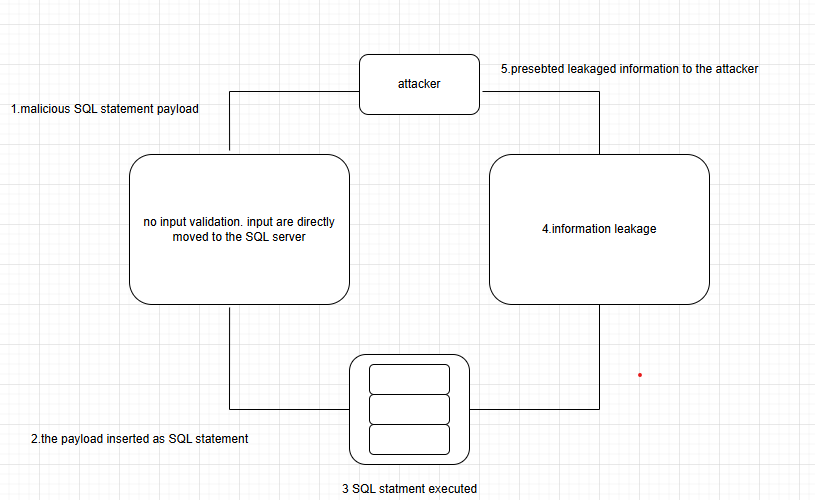 attacker
5.presebted leakaged information to the attacker
1.malicious SQL statement payload
no input validation. input are directly
moved to the SQL server
4.information leakage
2.the payload inserted as SQL statement
3 SQL statment executed